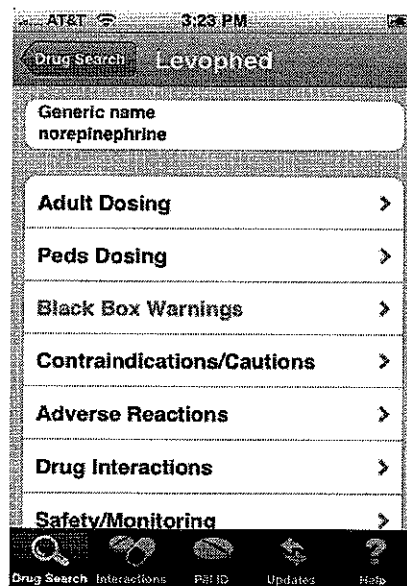 AT&T 3:23 PM
Drug Search Levophed
Generic name
norepinephrine
Adult Dosing
Peds Dosing
Black Box Warnings
Contraindications/Cautions
Adverse Reactions
Drug Interactions
Safety/Monitoring
Drug Search Interactions Pill ID Updates Help